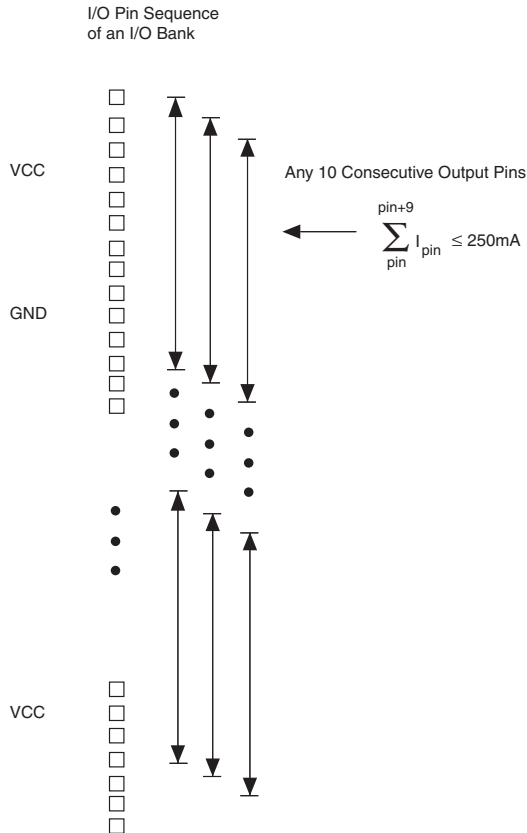 I/O Pin Sequence
of an I/O Bank
VCC
Any 10 Consecutive Output Pins
pin+9
∑ I_pin ≤ 250mA
pin
GND
VCC